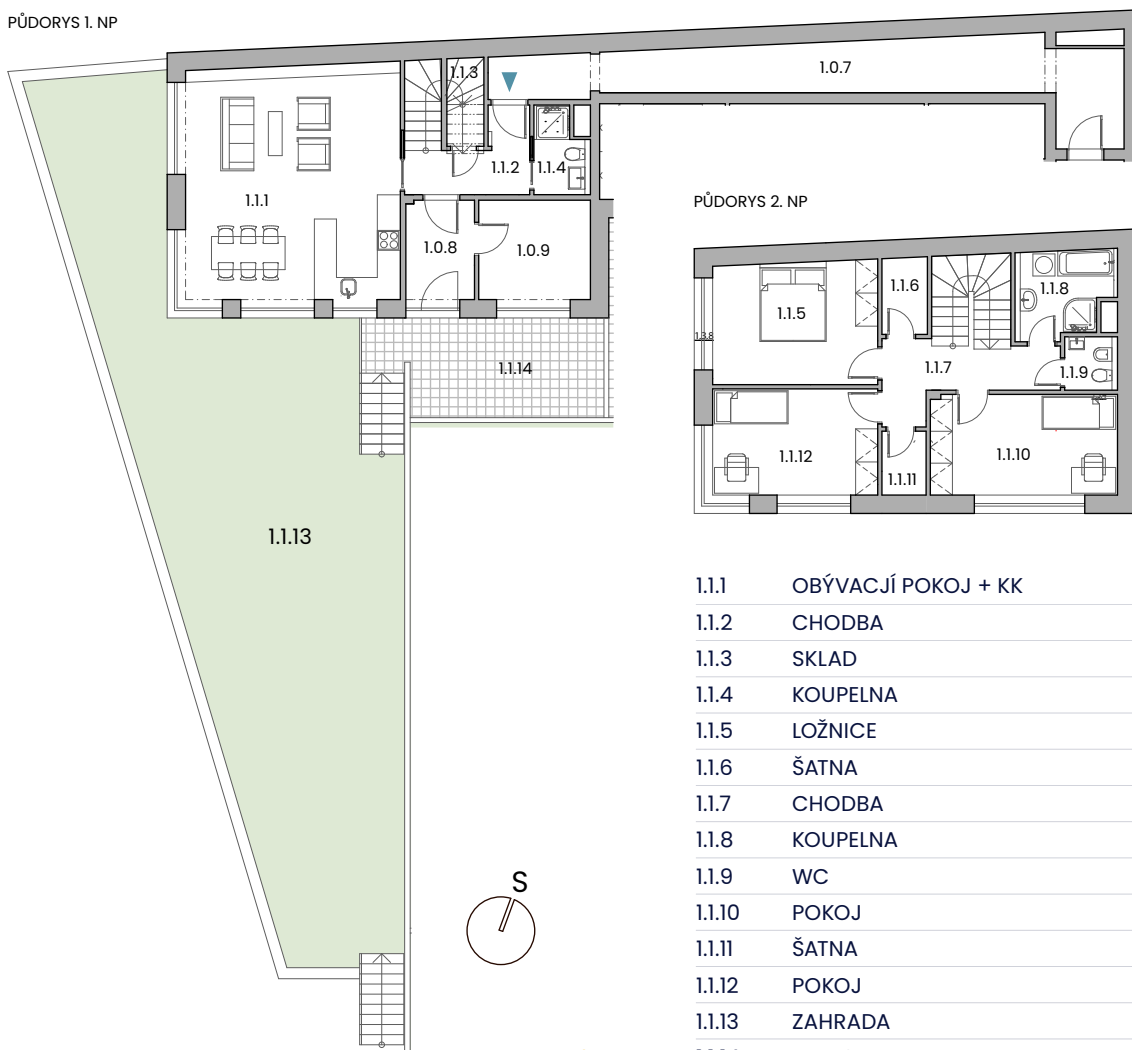 PŮDORYS 1. NP
1.1.3
1.0.7
1.1.2
1.1.4
1.1.1
1.0.8
1.0.9
1.1.14
1.1.13
S
PŮDORYS 2. NP
1.1.6
1.1.8
1.1.5
1.3.8
1.1.7
1.1.9
1.1.12
1.1.10
1.1.11
1.1.1 OBÝVACJÍ POKOJ + KK
1.1.2 CHODBA
1.1.3 SKLAD
1.1.4 KOUPELNA
1.1.5 LOŽNICE
1.1.6 ŠATNA
1.1.7 CHODBA
1.1.8 KOUPELNA
1.1.9 WC
1.1.10 POKOJ
1.1.11 ŠATNA
1.1.12 POKOJ
1.1.13 ZAHRADA